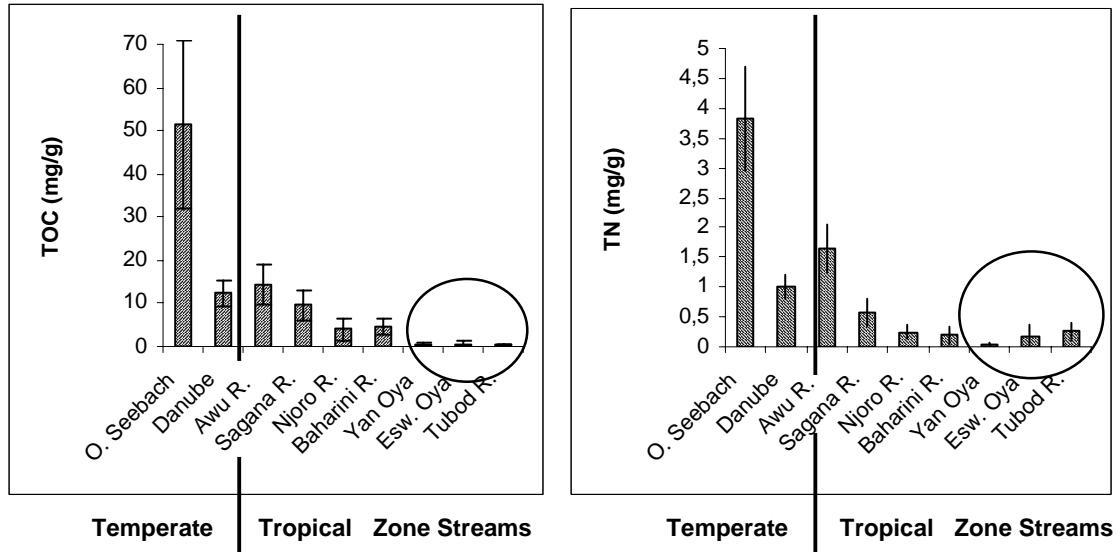 TOC (mg/g)
70
60
50
40
30
20
10
0
O. Seebach
Danube
Awu R.
Sagana R.
Njoro R.
Baharini R.
Yan Oya
Esw. Oya
Tubod R.
Temperate
Tropical Zone Streams
TN (mg/g)
5
4,5
4
3,5
3
2,5
2
1,5
1
0,5
0
O. Seebach
Danube
Awu R.
Sagana R.
Njoro R.
Baharini R.
Yan Oya
Esw. Oya
Tubod R.
Temperate
Tropical Zone Streams